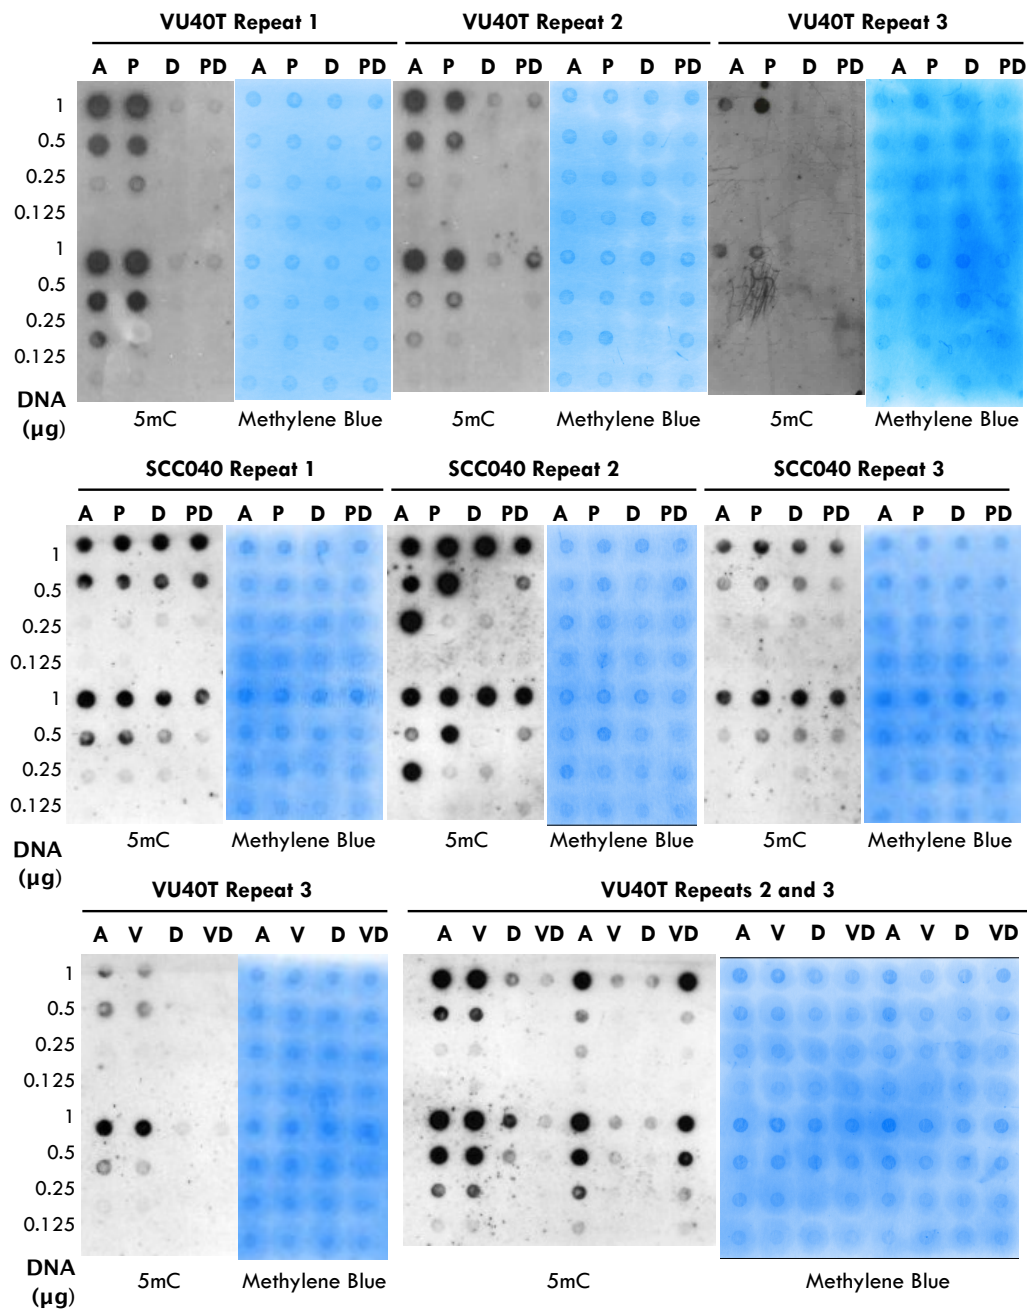 VU40T Repeat 1 VU40T Repeat 2 VU40T Repeat 3
A P D PD A P D PD A P D PD A P D PD A P D PD A P D PD
1
0.5
0.25
0.125
1
0.5
0.25
0.125
DNA
(µg)
5mC Methylene Blue 5mC Methylene Blue 5mC Methylene Blue
SCC040 Repeat 1 SCC040 Repeat 2 SCC040 Repeat 3
A P D PD A P D PD A P D PD A P D PD A P D PD A P D PD
1
0.5
0.25
0.125
1
0.5
0.25
0.125
DNA
(µg)
5mC Methylene Blue 5mC Methylene Blue 5mC Methylene Blue
VU40T Repeat 3 VU40T Repeats 2 and 3
A V D VD A V D VD A V D VD A V D VD A V D VD A V D VD
1
0.5
0.25
0.125
1
0.5
0.25
0.125
DNA
(µg)
5mC Methylene Blue 5mC Methylene Blue